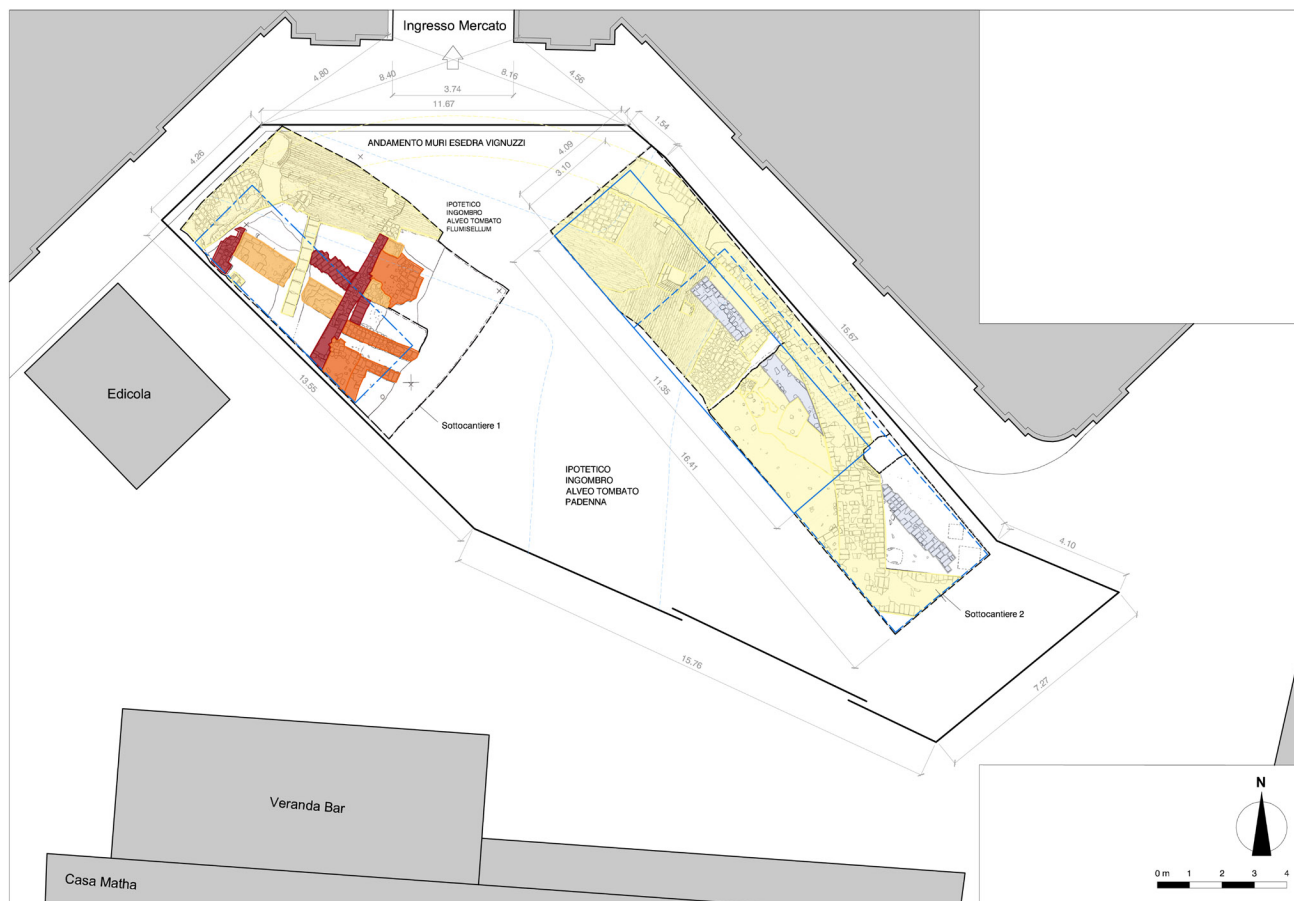 Ingresso Mercato
4.80
8.40
8.16
4.56
3.74
11.67
1.54
ANDAMENTO MURI ESEDRA VIGNUZZI
4.26
4.09
3.10
IPOTETICO
INGOMBRO
ALVEO TOMBATO
FLUMISELLUM
15.67
Edicola
13.55
11.35
Sottocantiere 1
16.41
IPOTETICO
INGOMBRO
ALVEO TOMBATO
PADENNA
4.10
Sottocantiere 2
15.76
7.27
Veranda Bar
N
Casa Matha
0 m 1 2 3 4